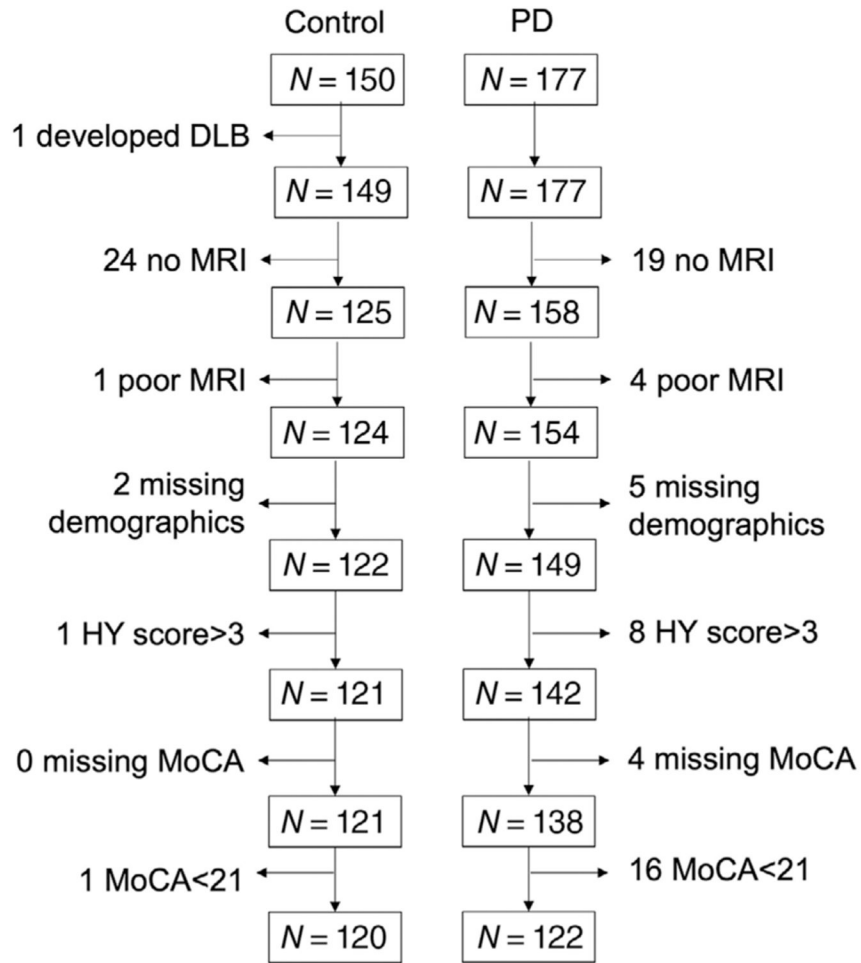 Control PD
N = 150 N = 177
1 developed DLB
N = 149 N = 177
24 no MRI 19 no MRI
N = 125 N = 158
1 poor MRI 4 poor MRI
N = 124 N = 154
2 missing 5 missing
demographics demographics
N = 122 N = 149
1 HY score>3 8 HY score>3
N = 121 N = 142
0 missing MoCA 4 missing MoCA
N = 121 N = 138
1 MoCA<21 16 MoCA<21
N = 120 N = 122